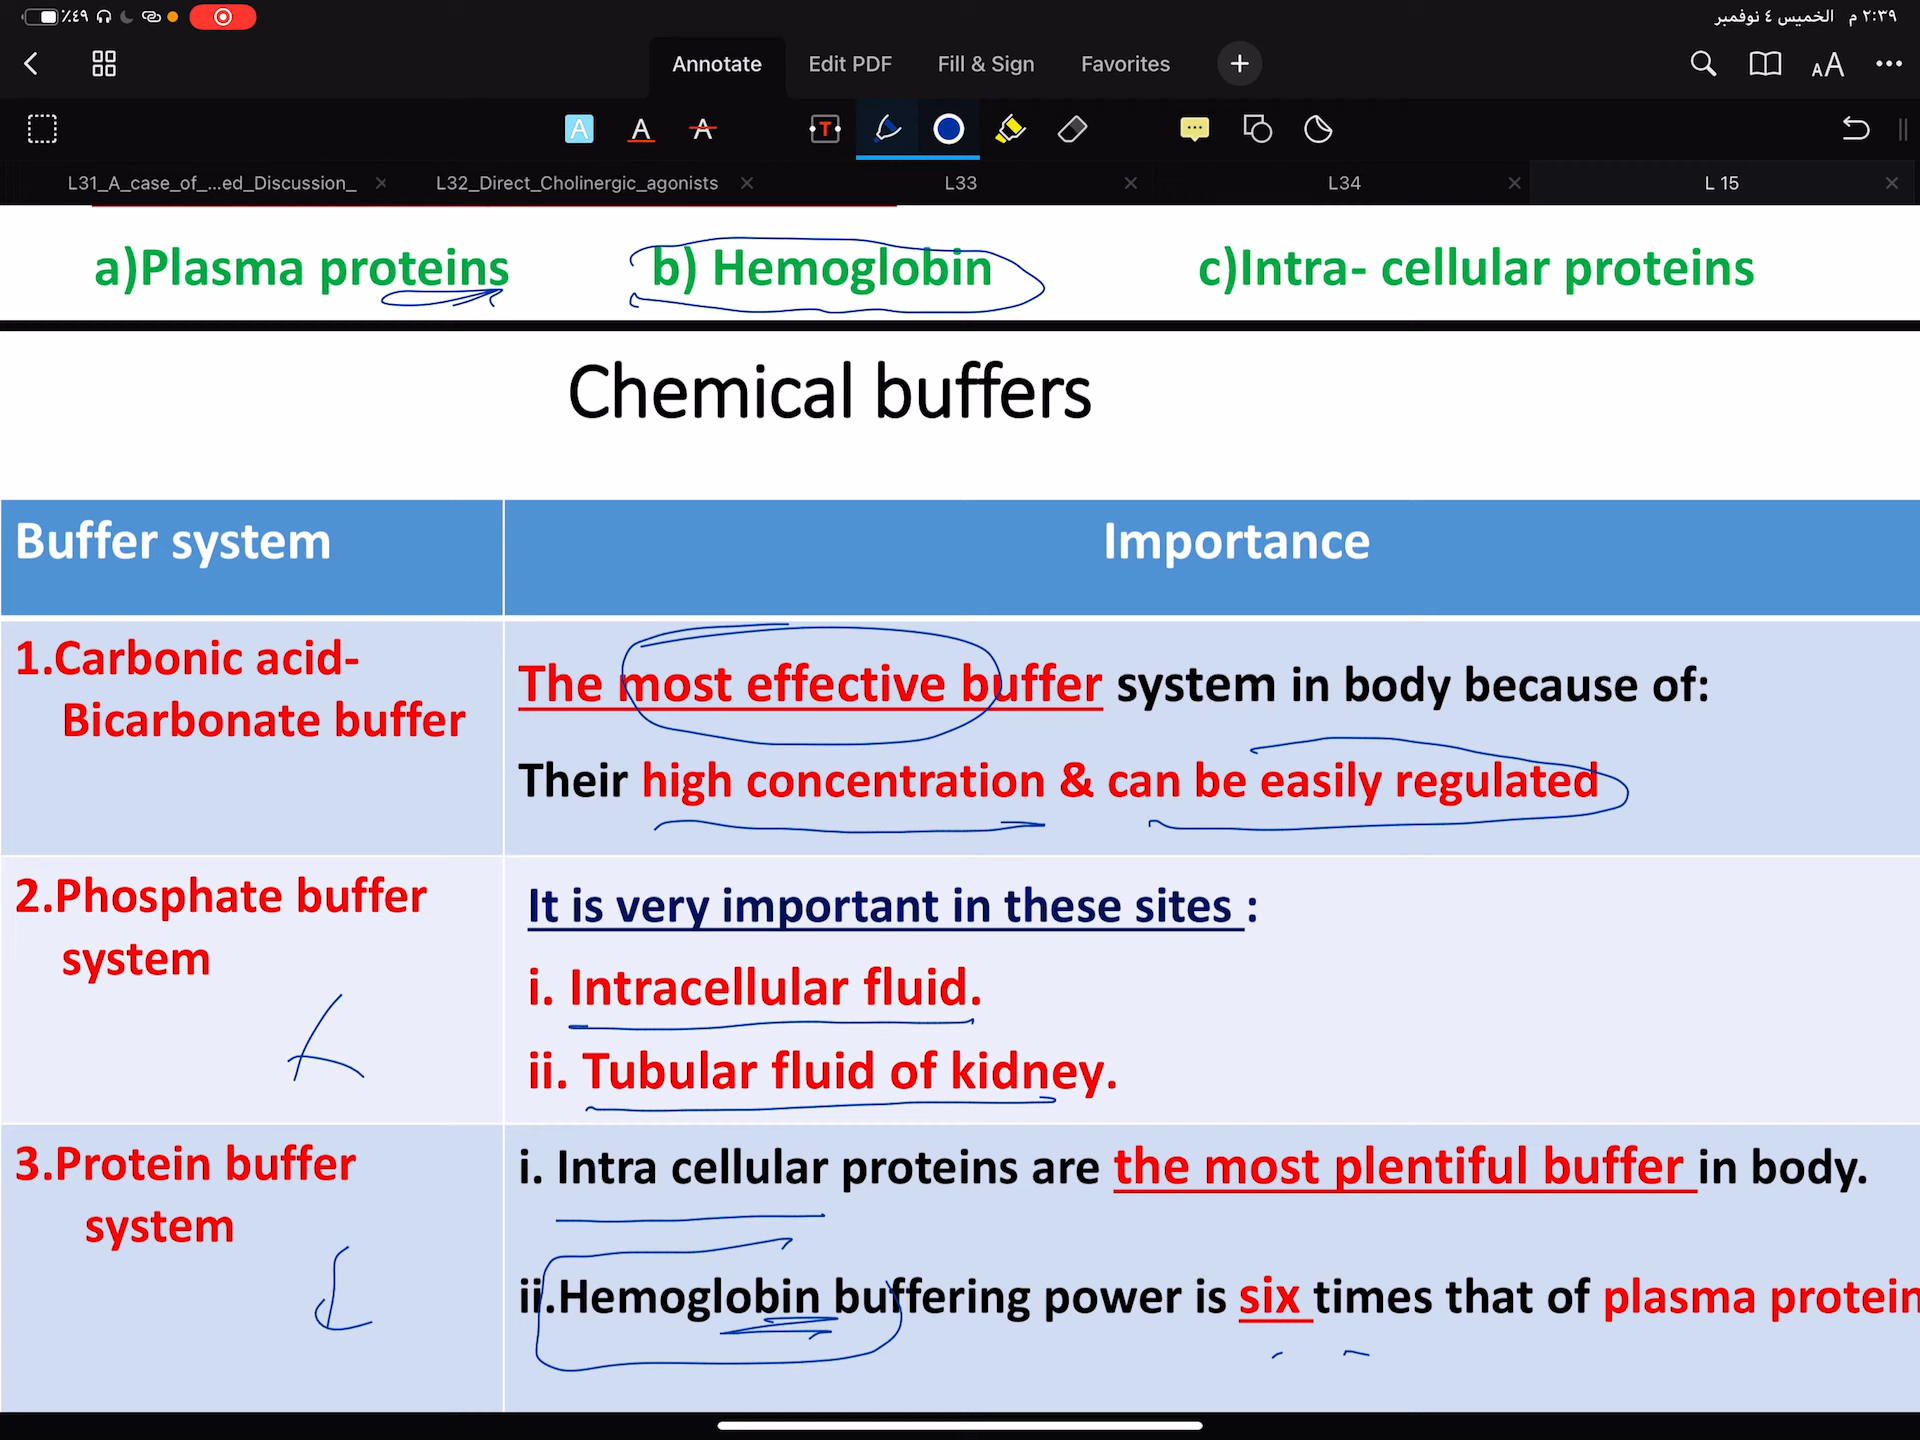 ٪٤٩
٢:٣٩ م الخميس ٤ نوفمبر
Annotate Edit PDF Fill & Sign Favorites
L31_A_case_of_...ed_Discussion_ L32_Direct_Cholinergic_agonists L33 L34 L 15
a)Plasma proteins b) Hemoglobin c)Intra- cellular proteins
Chemical buffers
Buffer system Importance
1.Carbonic acid-
Bicarbonate buffer
The most effective buffer system in body because of:
Their high concentration & can be easily regulated
2.Phosphate buffer
system
It is very important in these sites :
i. Intracellular fluid.
ii. Tubular fluid of kidney.
3.Protein buffer
system
i. Intra cellular proteins are the most plentiful buffer in body.
ii.Hemoglobin buffering power is six times that of plasma protein